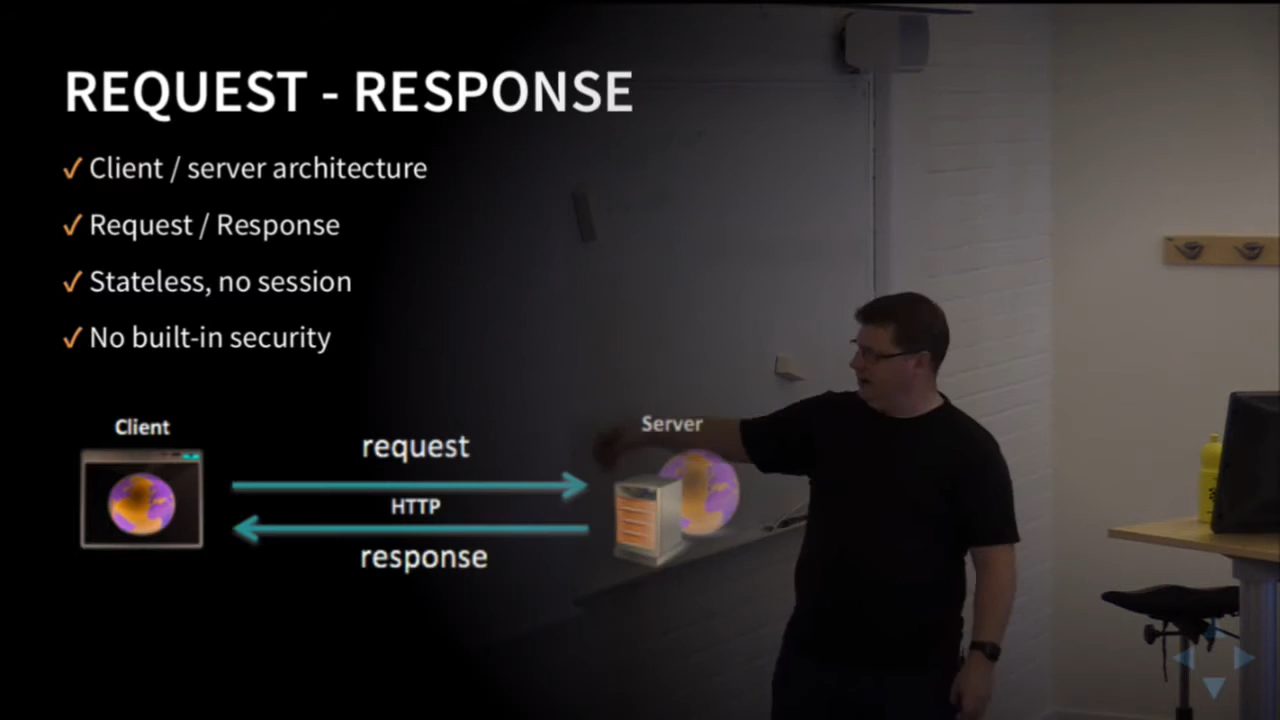 REQUEST - RESPONSE
✓ Client / server architecture
✓ Request / Response
✓ Stateless, no session
✓ No built-in security
Client
Server
request
HTTP
response